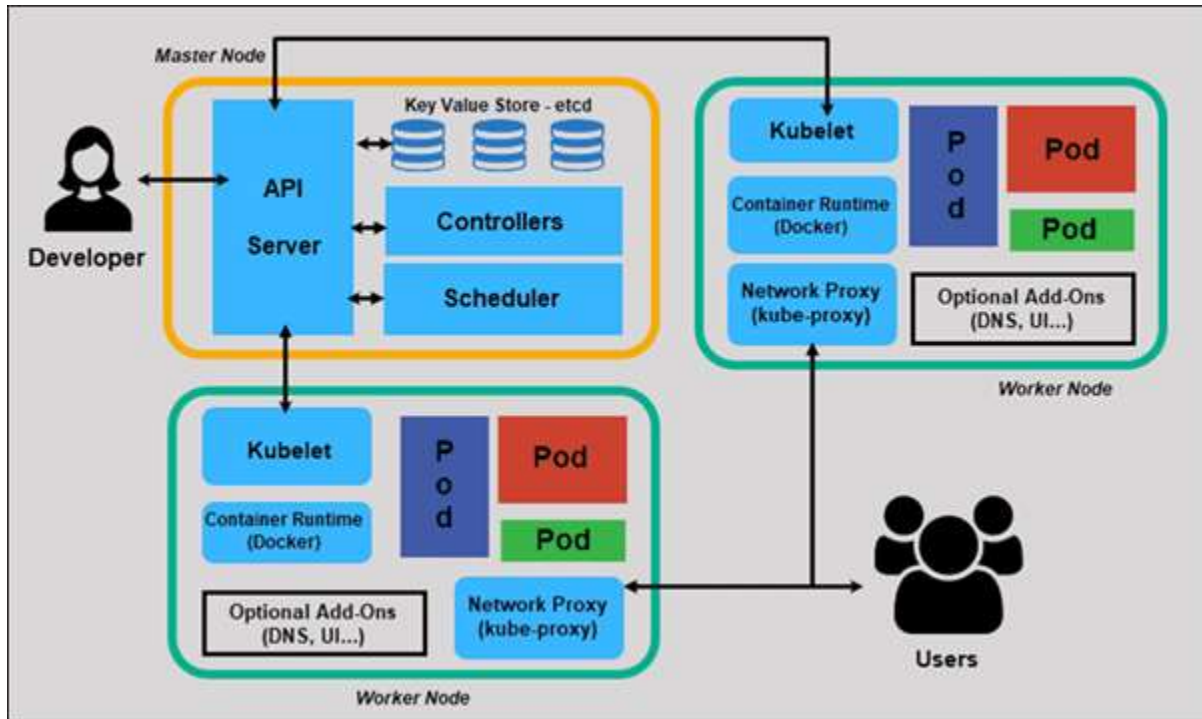 Master Node
Key Value Store - etcd
API
Server
Controllers
Scheduler
Developer
Kubelet
Container Runtime
(Docker)
Network Proxy
(kube-proxy)
P
o
d
Pod
Pod
Optional Add-Ons
(DNS, UI...)
Worker Node
Kubelet
Container Runtime
(Docker)
P
o
d
Pod
Pod
Optional Add-Ons
(DNS, UI...)
Network Proxy
(kube-proxy)
Worker Node
Users